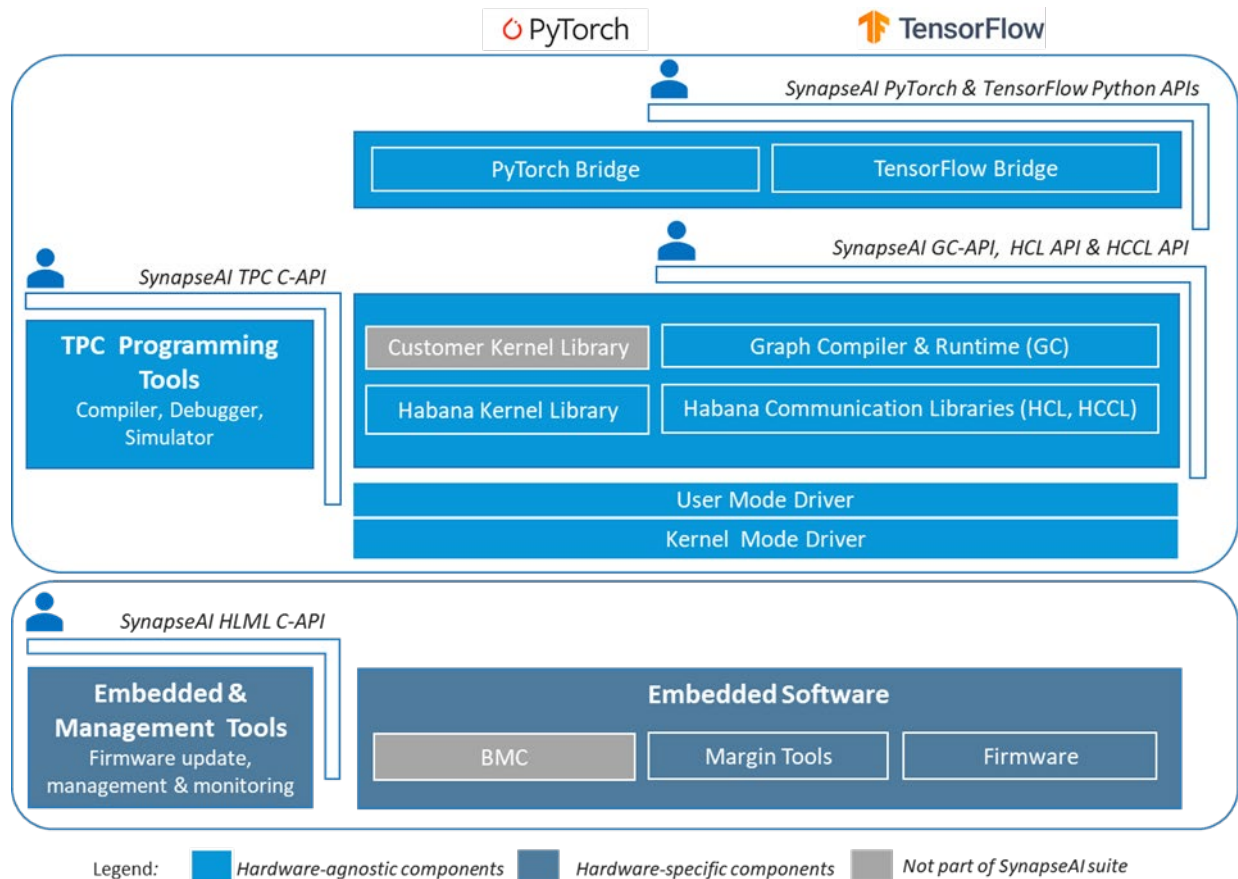 PyTorch
TensorFlow
SynapseAI PyTorch & TensorFlow Python APIs
PyTorch Bridge
TensorFlow Bridge
SynapseAI GC-API, HCL API & HCCL API
SynapseAI TPC C-API
TPC Programming
Tools
Compiler, Debugger,
Simulator
Customer Kernel Library
Graph Compiler & Runtime (GC)
Habana Kernel Library
Habana Communication Libraries (HCL, HCCL)
User Mode Driver
Kernel Mode Driver
SynapseAI HLML C-API
Embedded &
Management Tools
Firmware update,
management & monitoring
Embedded Software
BMC
Margin Tools
Firmware
Legend:
Hardware-agnostic components
Hardware-specific components
Not part of SynapseAI suite